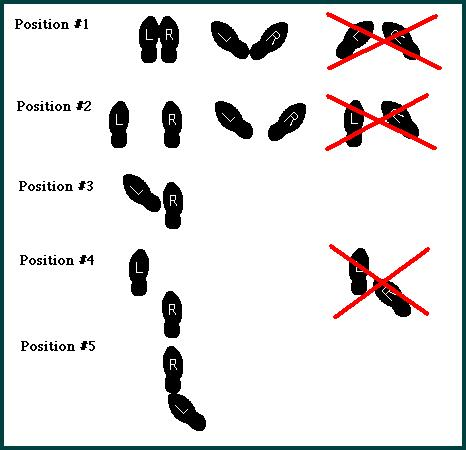 Position #1 L R L R L R
Position #2 L R L R L R
Position #3 L R
Position #4 L L
R R
Position #5
R
L